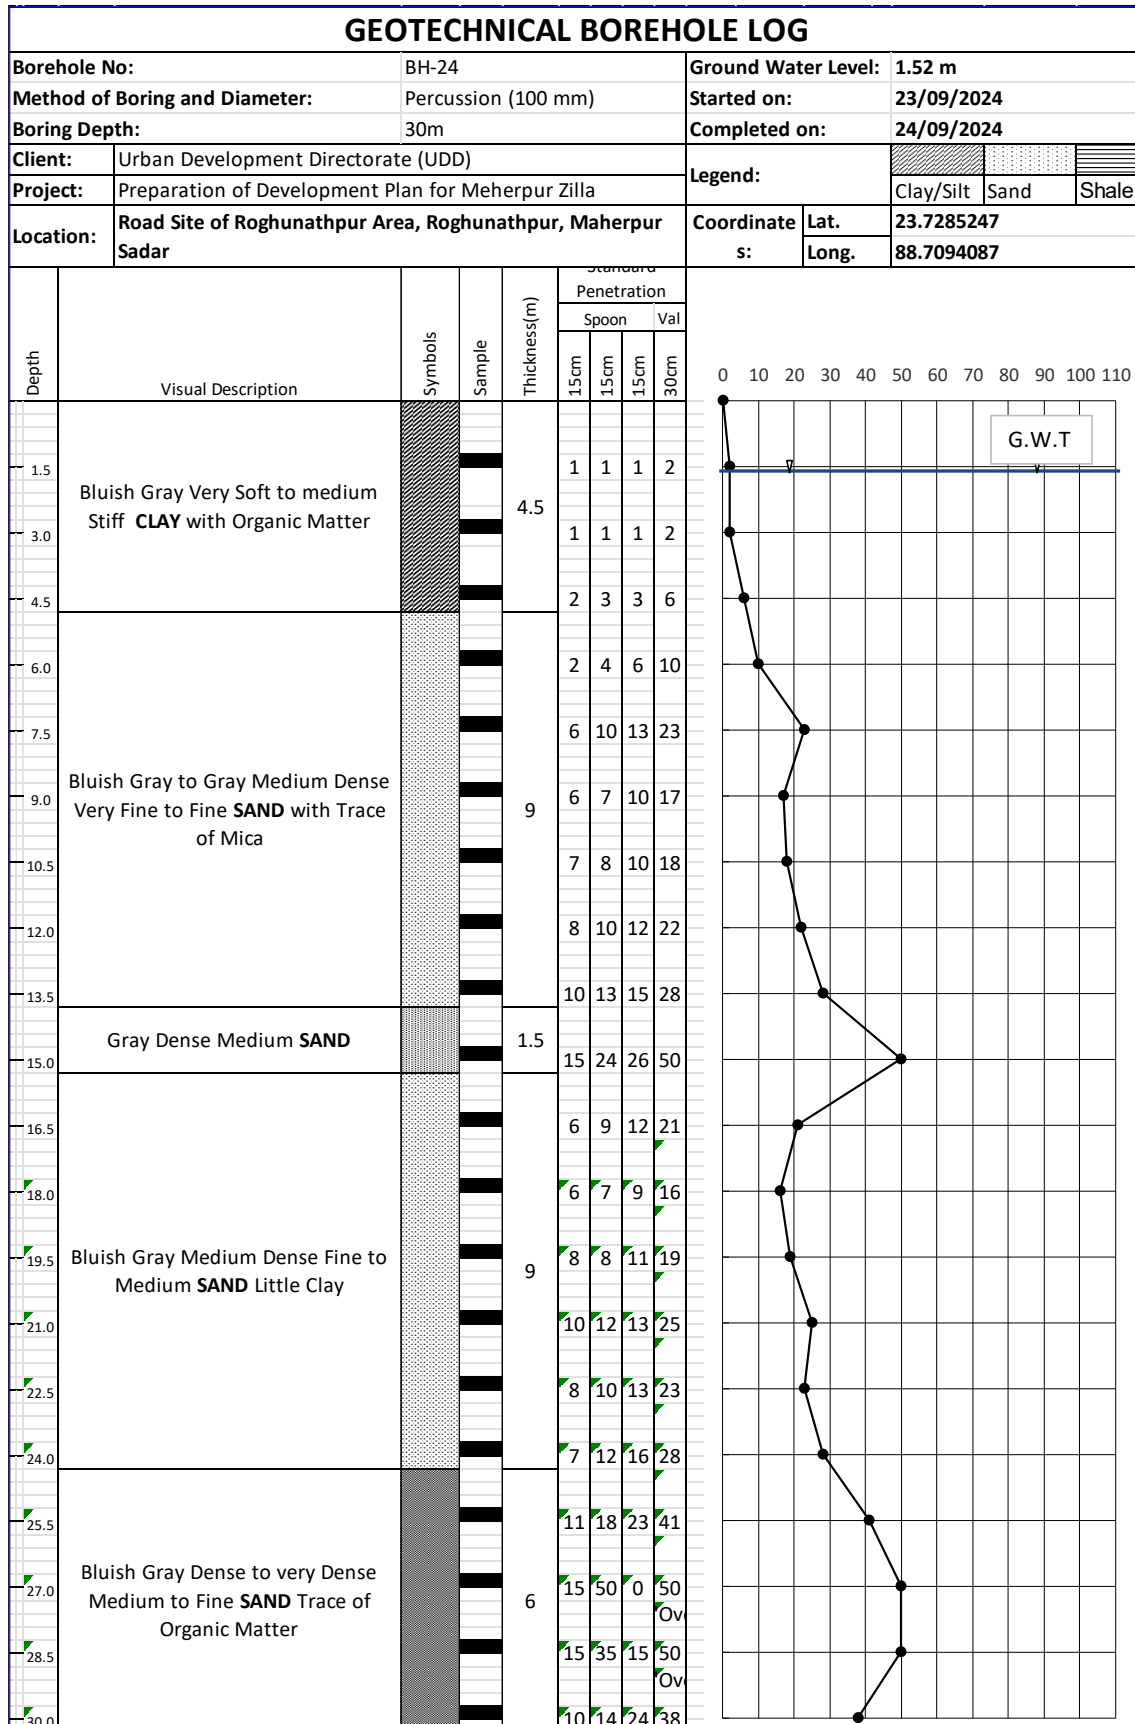 GEOTECHNICAL BOREHOLE LOG
Borehole No: BH-24 Ground Water Level: 1.52 m
Method of Boring and Diameter: Percussion (100 mm) Started on: 23/09/2024
Boring Depth: 30m Completed on: 24/09/2024
Client: Urban Development Directorate (UDD) Legend:
Project: Preparation of Development Plan for Meherpur Zilla Clay/Silt Sand Shale
Location: Road Site of Roghunathpur Area, Roghunathpur, Maherpur Sadar
Coordinate s: Lat. 23.7285247
Long. 88.7094087
Standard
Penetration
Spoon Val
Depth Visual Description Symbols Sample Thickness(m) 15cm 15cm 15cm 30cm
0 10 20 30 40 50 60 70 80 90 100 110
G.W.T
1.5 1 1 1 2
Bluish Gray Very Soft to medium
Stiff CLAY with Organic Matter
4.5
3.0 1 1 1 2
4.5 2 3 3 6
6.0 2 4 6 10
7.5 6 10 13 23
Bluish Gray to Gray Medium Dense
Very Fine to Fine SAND with Trace
of Mica
9
9.0 6 7 10 17
10.5 7 8 10 18
12.0 8 10 12 22
13.5 10 13 15 28
Gray Dense Medium SAND 1.5
15.0 15 24 26 50
16.5 6 9 12 21
18.0 6 7 9 16
19.5 8 8 11 19
Bluish Gray Medium Dense Fine to
Medium SAND Little Clay
9
21.0 10 12 13 25
22.5 8 10 13 23
24.0 7 12 16 28
25.5 11 18 23 41
Bluish Gray Dense to very Dense
Medium to Fine SAND Trace of
Organic Matter
6
27.0 15 50 0 50
Ov
28.5 15 35 15 50
Ov
30.0 10 14 24 38